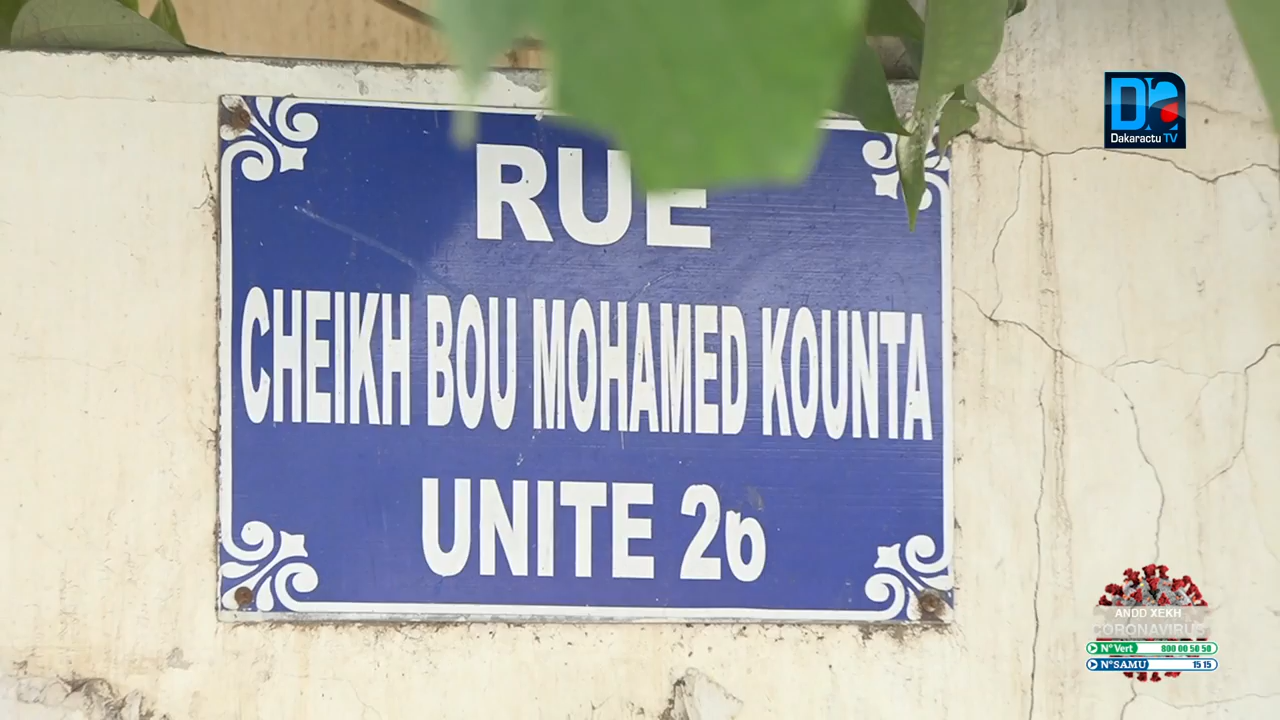 RUE
CHEIKH BOU MOHAMED KOUNTA
UNITE 26
Dakaractu TV
ANDD XEKH
CORONAVIRUS
N° Vert 800 00 50 50
N° SAMU 15 15